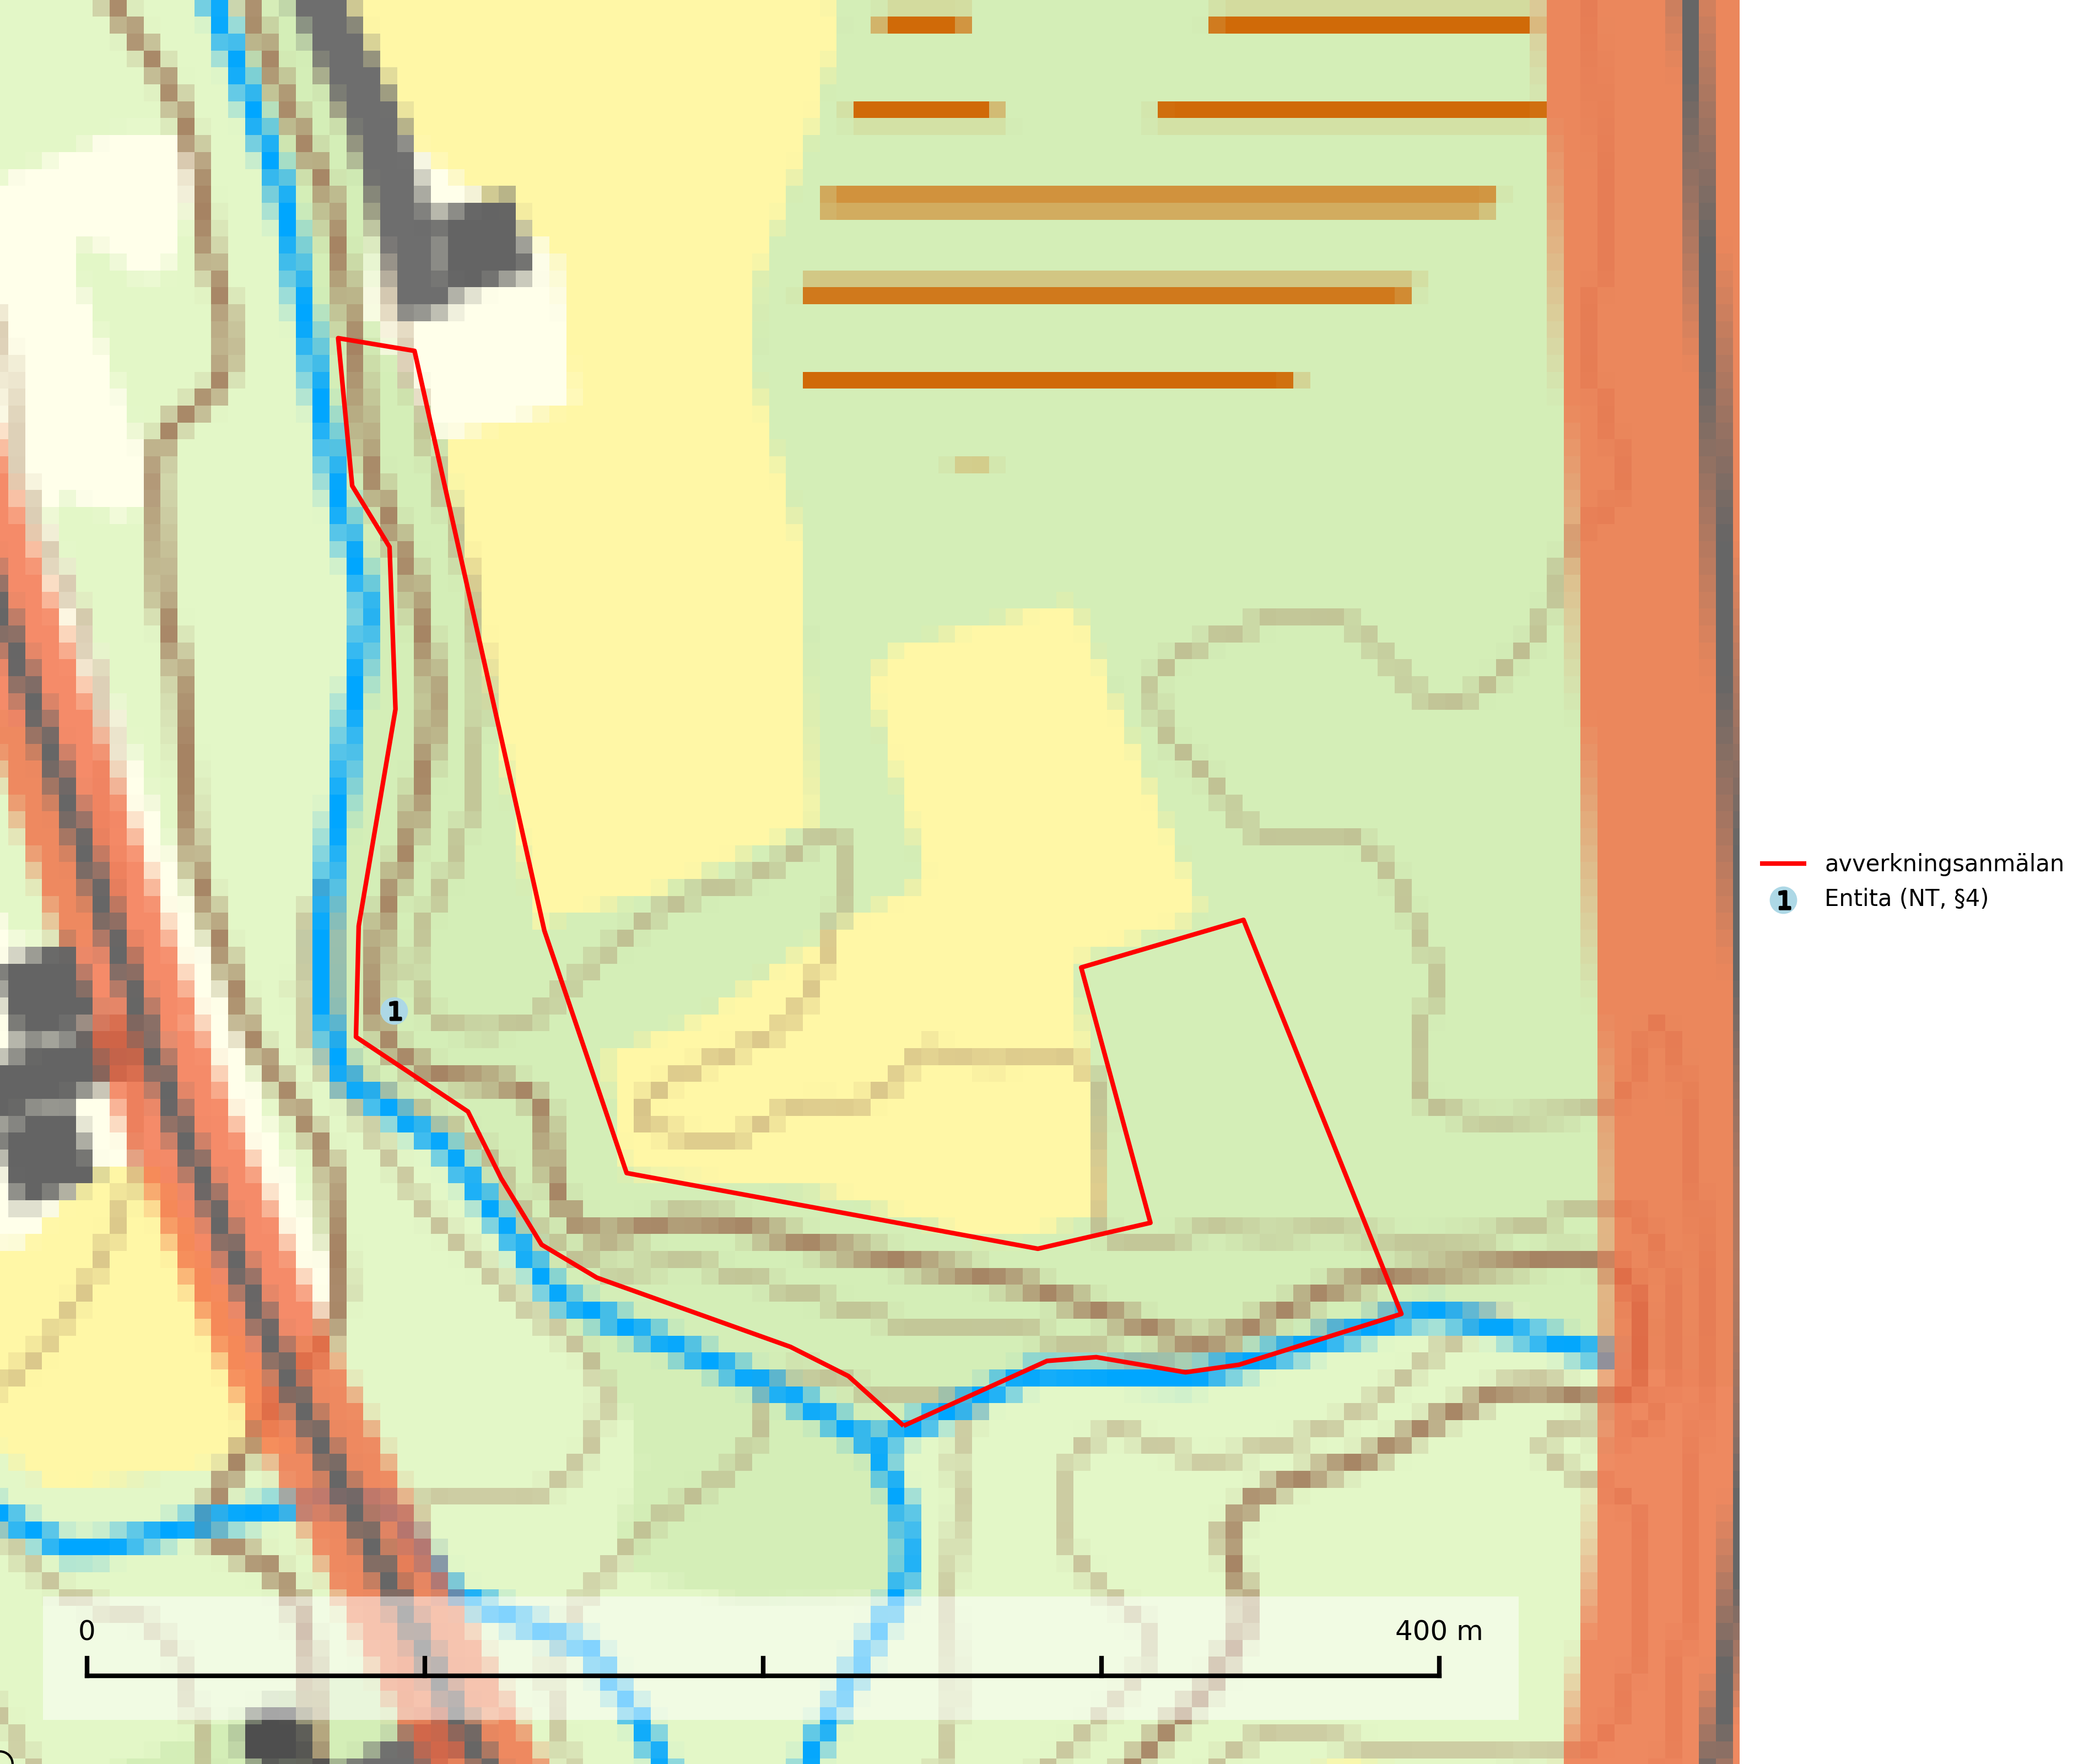 1
avverkningsanmälan
1 Entita (NT, §4)
0 400 m